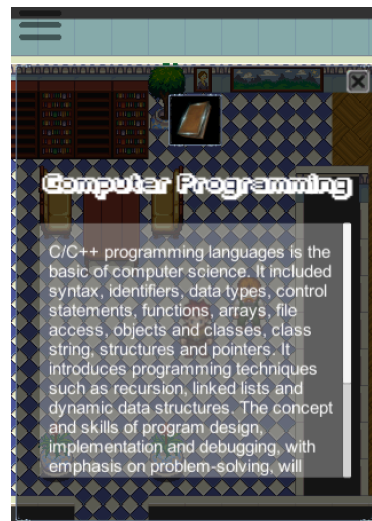 Computer Programming
C/C++ programming languages is the
basic of computer science. It included
syntax, identifiers, data types, control
statements, functions, arrays, file
access, objects and classes, class
string, structures and pointers. It
introduces programming techniques
such as recursion, linked lists and
dynamic data structures. The concept
and skills of program design,
implementation and debugging, with
emphasis on problem-solving, will